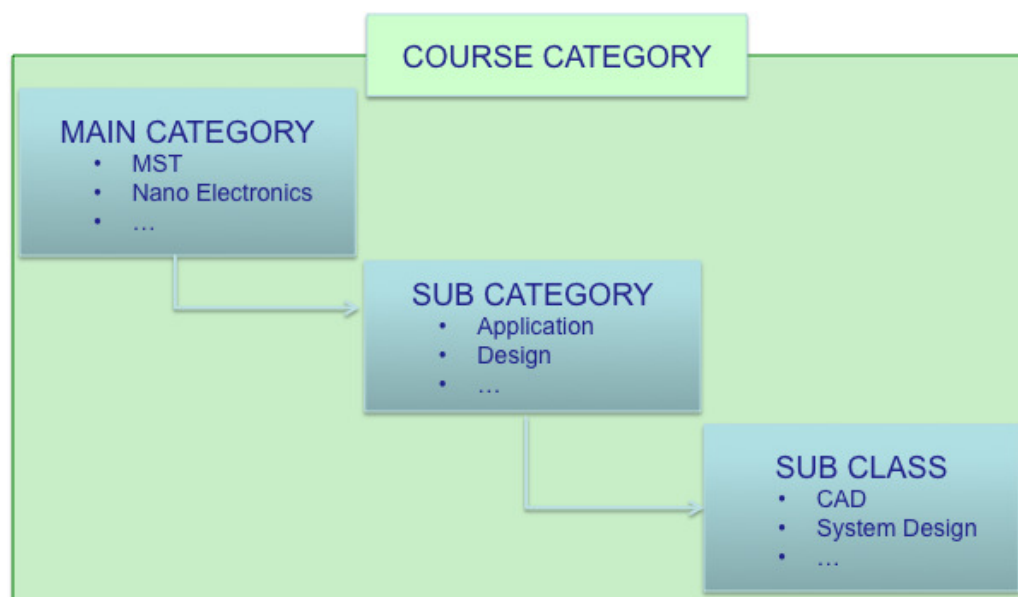 COURSE CATEGORY
MAIN CATEGORY
• MST
• Nano Electronics
• ...
SUB CATEGORY
• Application
• Design
• ...
SUB CLASS
• CAD
• System Design
• ...